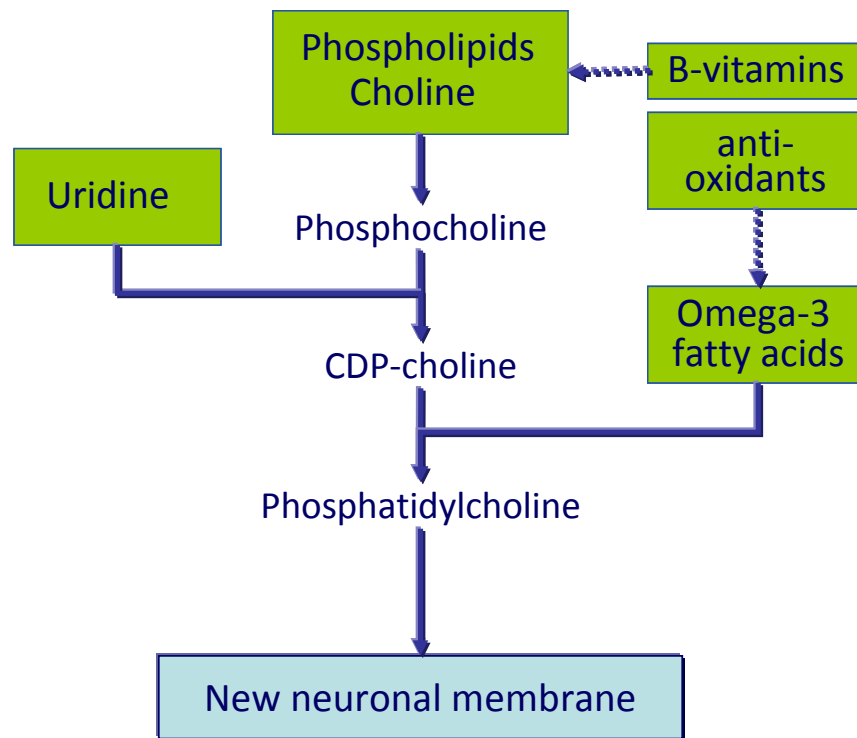 Phospholipids
Choline
B-vitamins
anti-
oxidants
Uridine
Phosphocholine
Omega-3
fatty acids
CDP-choline
Phosphatidylcholine
New neuronal membrane